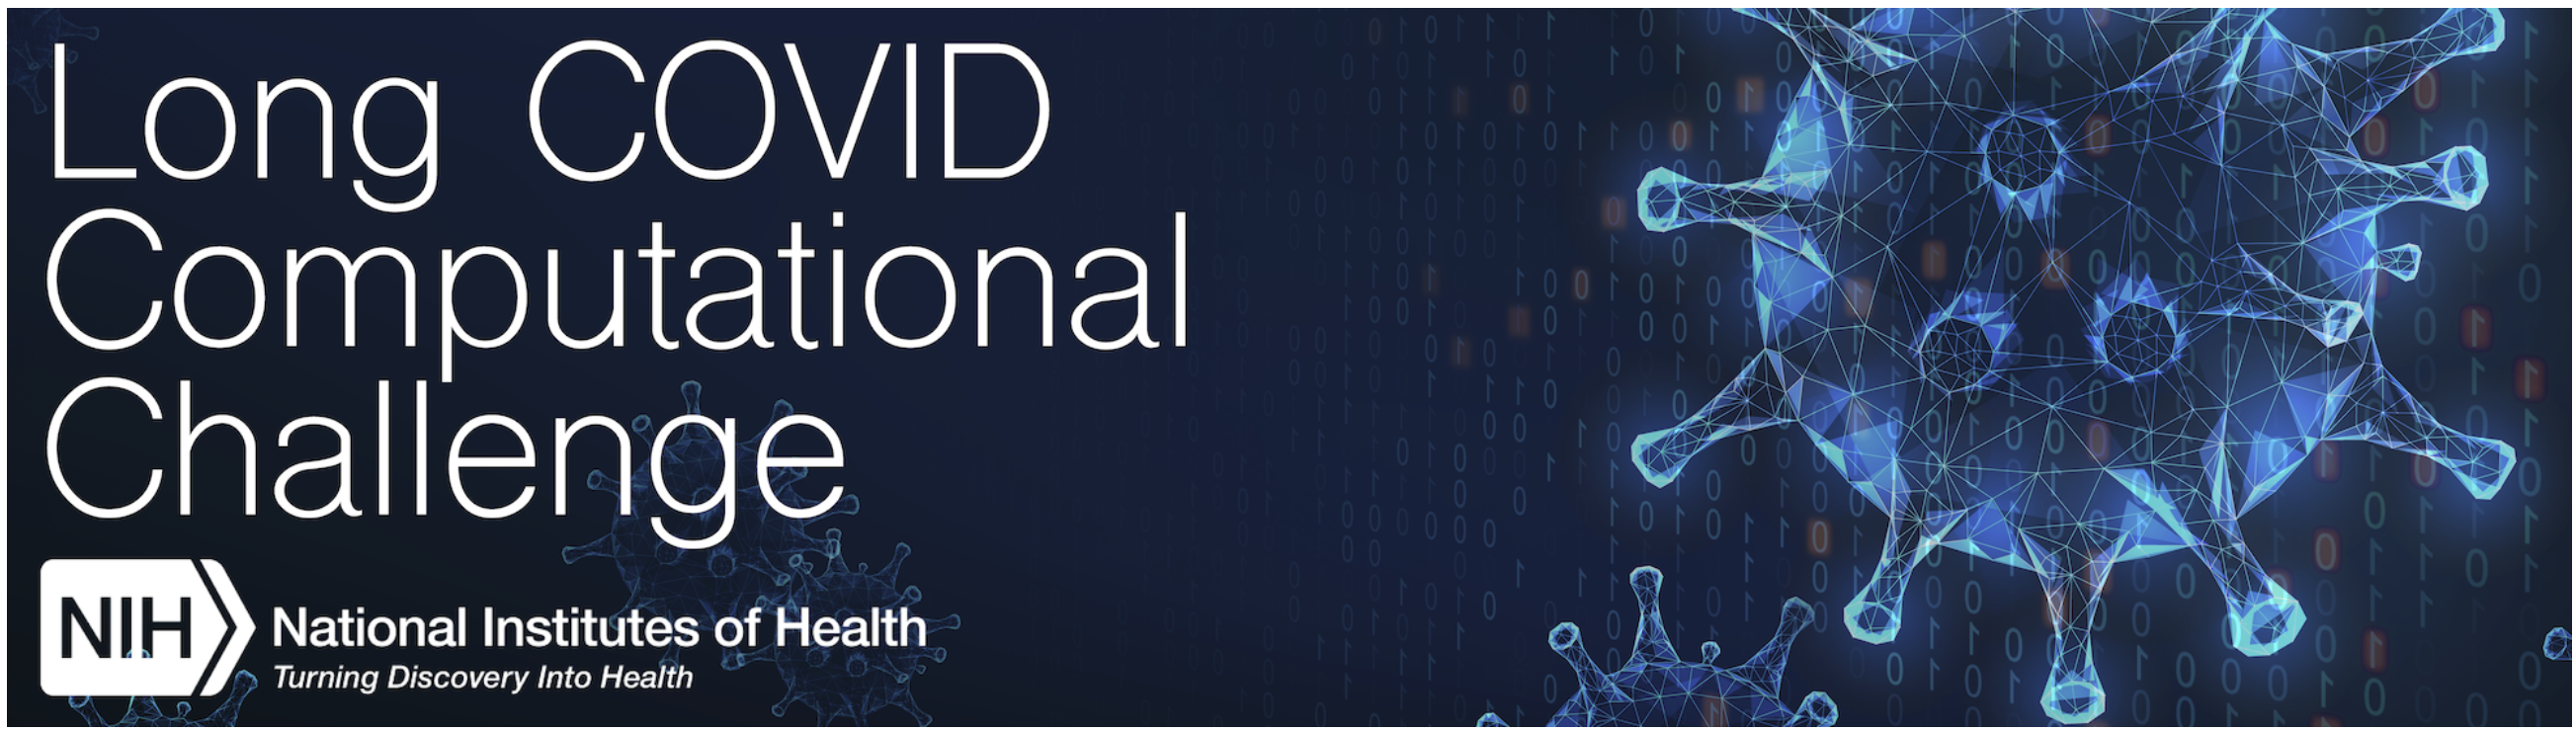 Long COVID
Computational
Challenge
NIH
National Institutes of Health
Turning Discovery Into Health